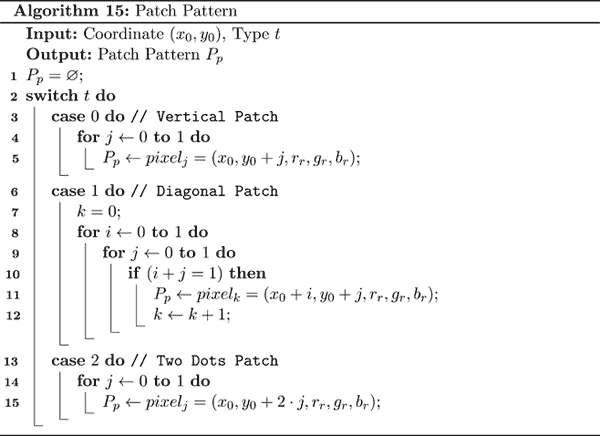 Algorithm 15: Patch Pattern
Input: Coordinate (x₀, y₀), Type t
Output: Patch Pattern Pₚ
1 Pₚ = ∅;
2 switch t do
3 case 0 do // Vertical Patch
4 for j ← 0 to 1 do
5 Pₚ ← pixelⱼ = (x₀, y₀ + j, rᵣ, gᵣ, bᵣ);
6 case 1 do // Diagonal Patch
7 k = 0;
8 for i ← 0 to 1 do
9 for j ← 0 to 1 do
10 if (i + j = 1) then
11 Pₚ ← pixelₖ = (x₀ + i, y₀ + j, rᵣ, gᵣ, bᵣ);
12 k ← k + 1;
13 case 2 do // Two Dots Patch
14 for j ← 0 to 1 do
15 Pₚ ← pixelⱼ = (x₀, y₀ + 2 · j, rᵣ, gᵣ, bᵣ);